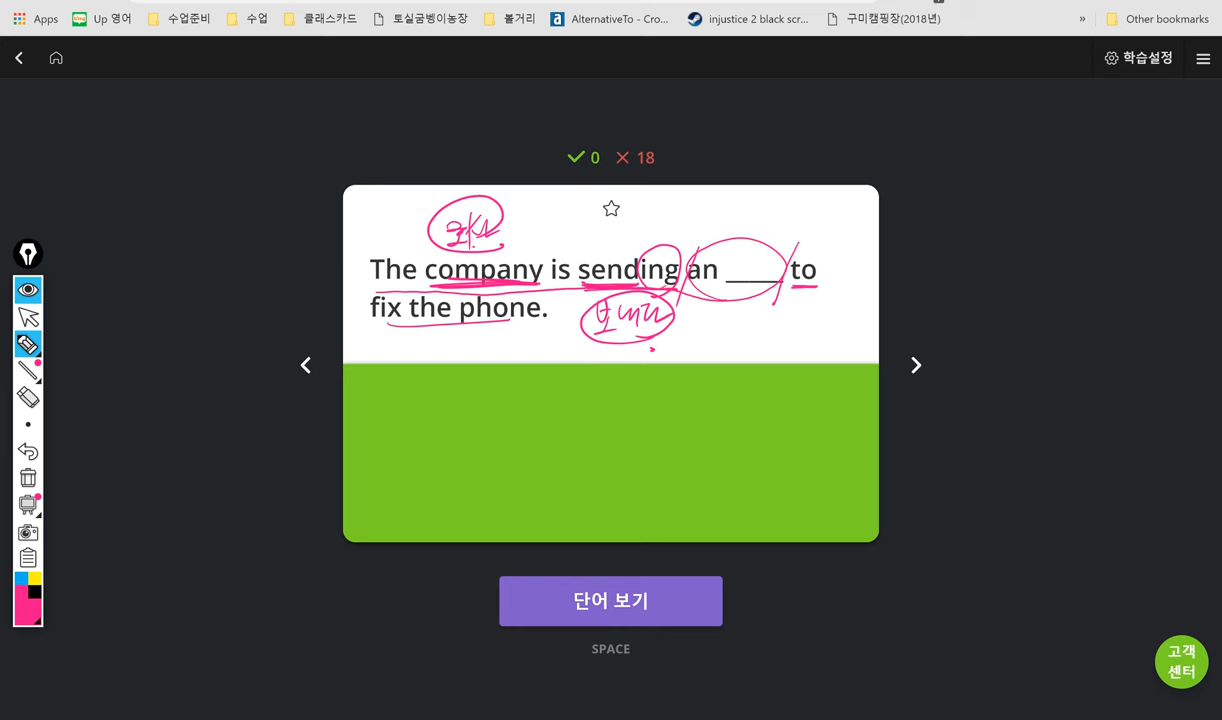 Apps Up 영어 수업준비 수업 클래스카드 토실굼벵이농장 볼거리 AlternativeTo - Cro... injustice 2 black scr... 구미캠핑장(2018년) » Other bookmarks
학습설정
0 18
회사
The company is sending an ____ to
fix the phone.
보내다
단어 보기
SPACE
고객
센터